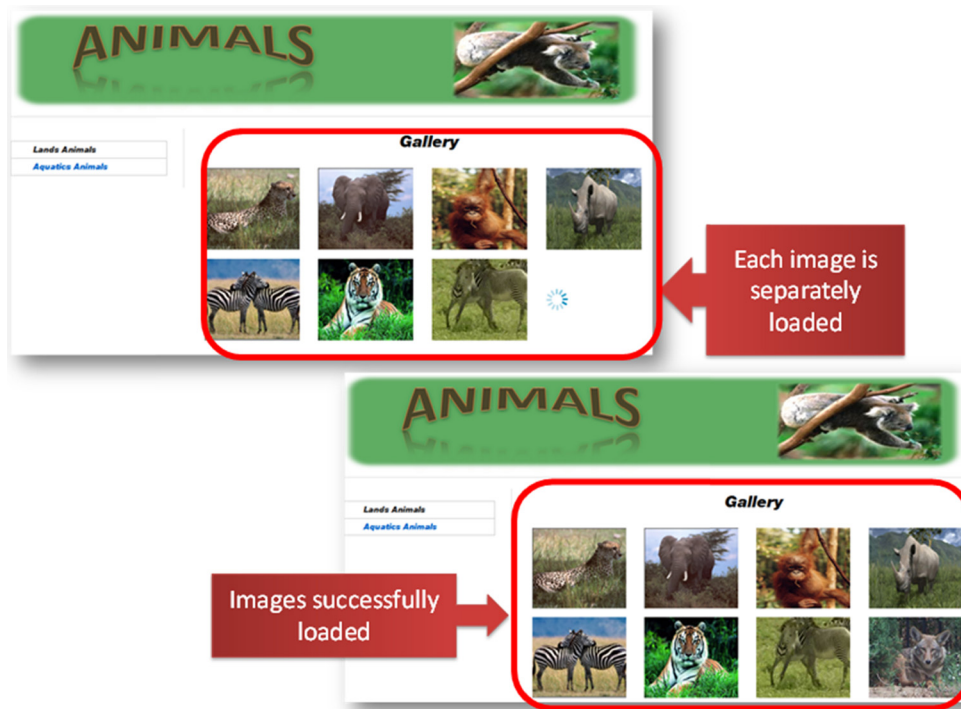 ANIMALS
Gallery
Lands Animals
Aquatics Animals
Each image is
separately
loaded
ANIMALS
Gallery
Lands Animals
Aquatics Animals
Images successfully
loaded